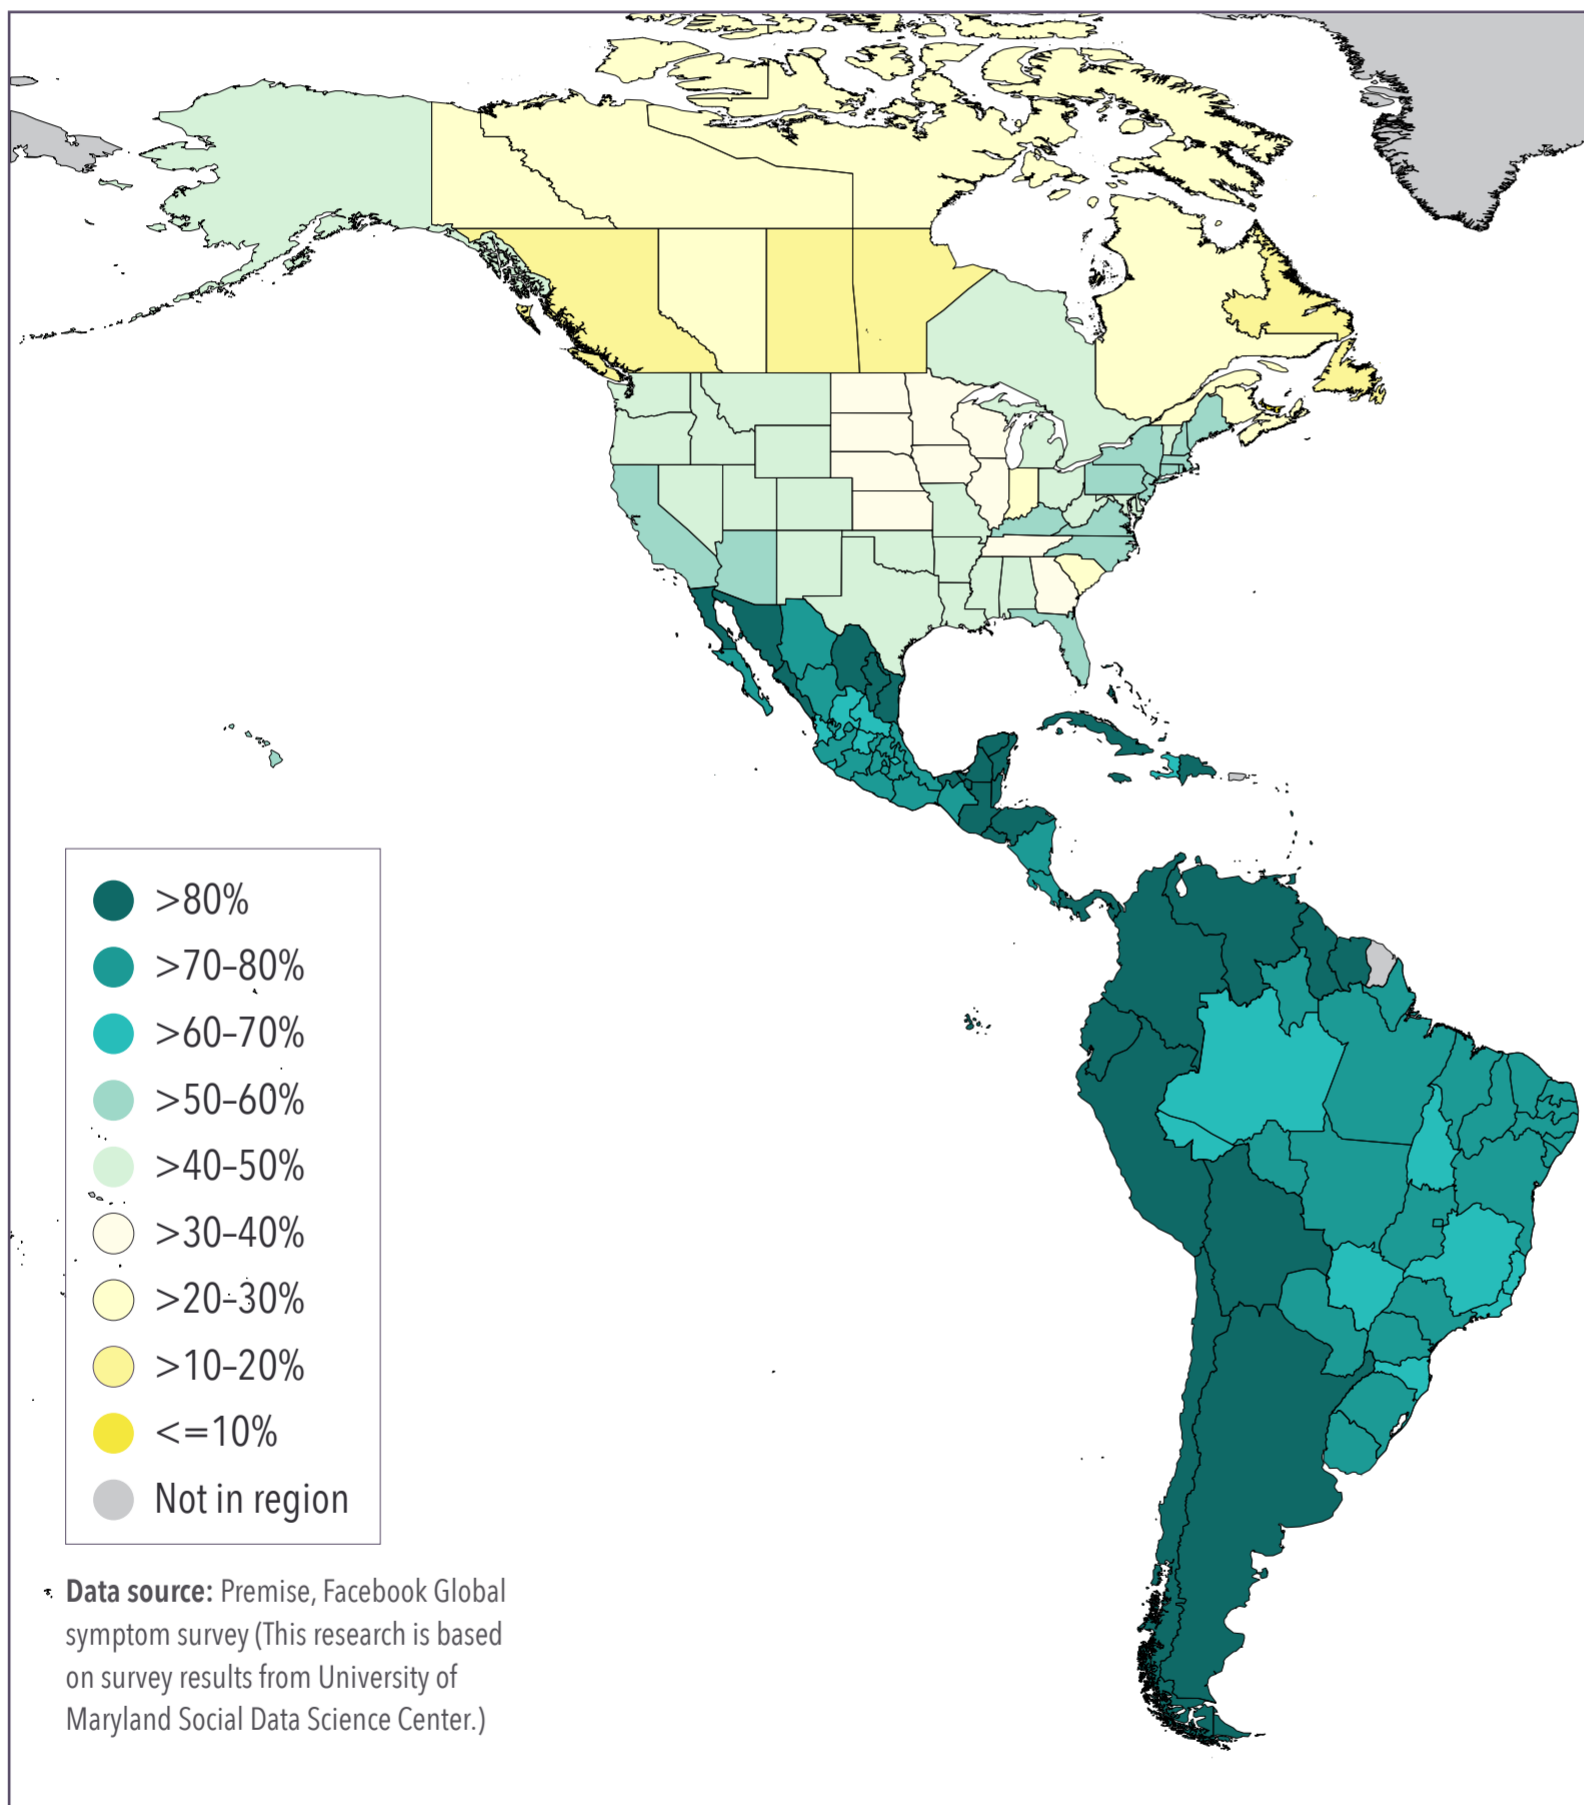 >80%
>70–80%
>60–70%
>50–60%
>40–50%
>30–40%
>20–30%
>10–20%
<=10%
Not in region
Data source: Premise, Facebook Global
symptom survey (This research is based
on survey results from University of
Maryland Social Data Science Center.)